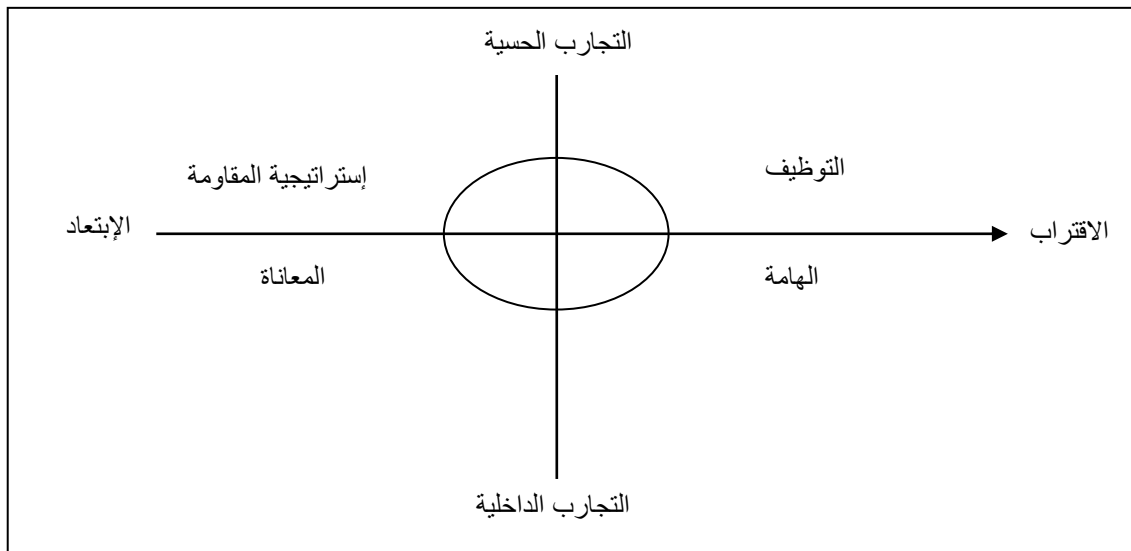 التجارب الحسية
التوظيف
إستراتيجية المقاومة
الاقتراب
الإبتعاد
الهامة
المعاناة
التجارب الداخلية